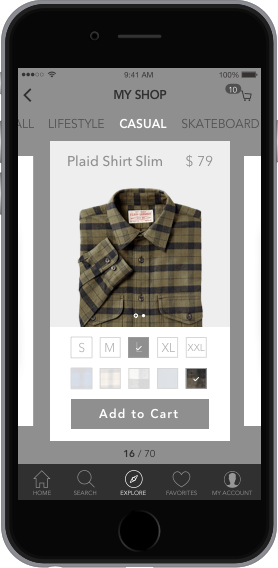 9:41 AM 100%
MY SHOP 10
ALL LIFESTYLE CASUAL SKATEBOARD
Plaid Shirt Slim $ 79
S M XL XXL
Add to Cart
16 / 70
HOME SEARCH EXPLORE FAVORITES MY ACCOUNT